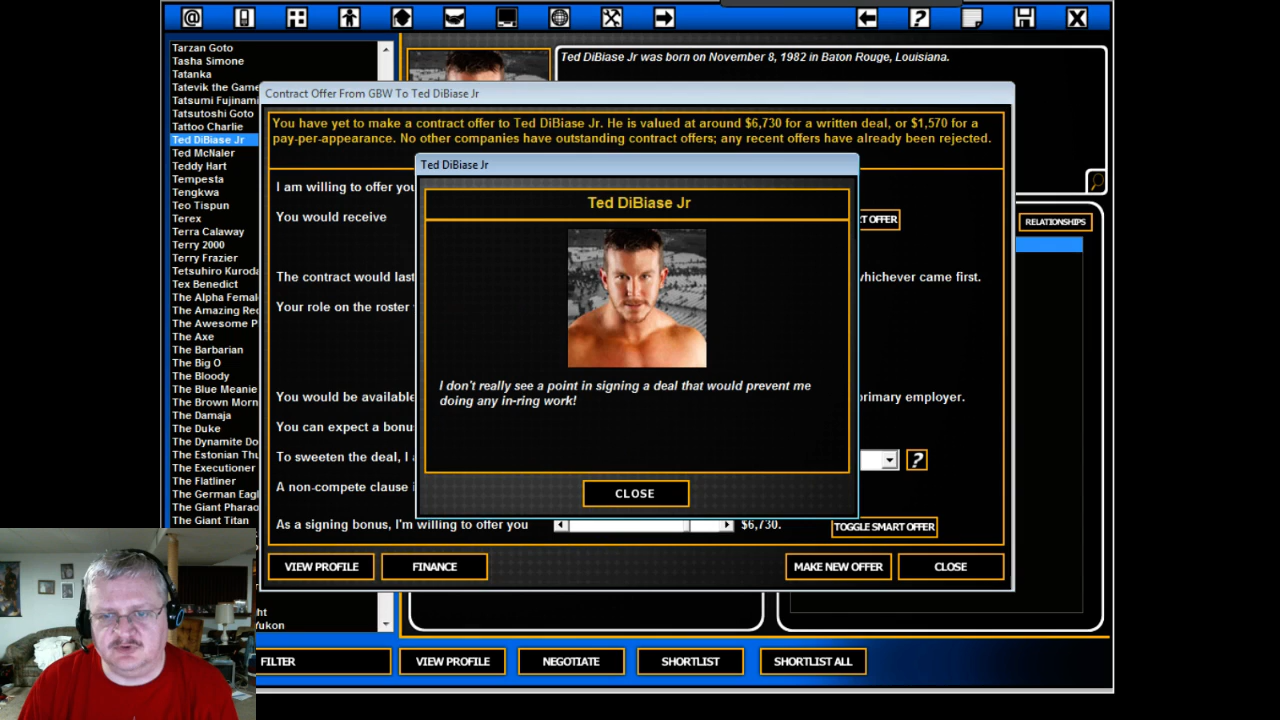 Tarzan Goto
Tasha Simone
Tatanka
Tatevik the Game
Tatsumi Fujinami
Tatsutoshi Goto
Tattoo Charlie
Ted DiBiase Jr
Ted McNaler
Teddy Hart
Tempesta
Tengkwa
Teo Tispun
Terex
Terra Calaway
Terry 2000
Terry Frazier
Tetsuhiro Kuroda
Tex Benedict
The Alpha Femal
The Amazing Re
The Awesome P
The Axe
The Barbarian
The Big O
The Bloody
The Blue Meanie
The Brown Morn
The Damaja
The Duke
The Dynamite Do
The Estonian Thu
The Executioner
The Flatliner
The German Eagl
The Giant Pharao
The Giant Titan
ht
Yukon
FILTER
Ted DiBiase Jr was born on November 8, 1982 in Baton Rouge, Louisiana.
RELATIONSHIPS
Contract Offer From GBW To Ted DiBiase Jr
You have yet to make a contract offer to Ted DiBiase Jr. He is valued at around $6,730 for a written deal, or $1,570 for a
pay-per-appearance. No other companies have outstanding contract offers; any recent offers have already been rejected.
I am willing to offer you
You would receive
T OFFER
The contract would last
whichever came first.
Your role on the roster
You would be available
primary employer.
You can expect a bonu
To sweeten the deal, I
?
A non-compete clause i
As a signing bonus, I'm willing to offer you
$6,730.
TOGGLE SMART OFFER
VIEW PROFILE
FINANCE
MAKE NEW OFFER
CLOSE
Ted DiBiase Jr
Ted DiBiase Jr
I don't really see a point in signing a deal that would prevent me
doing any in-ring work!
CLOSE
VIEW PROFILE
NEGOTIATE
SHORTLIST
SHORTLIST ALL